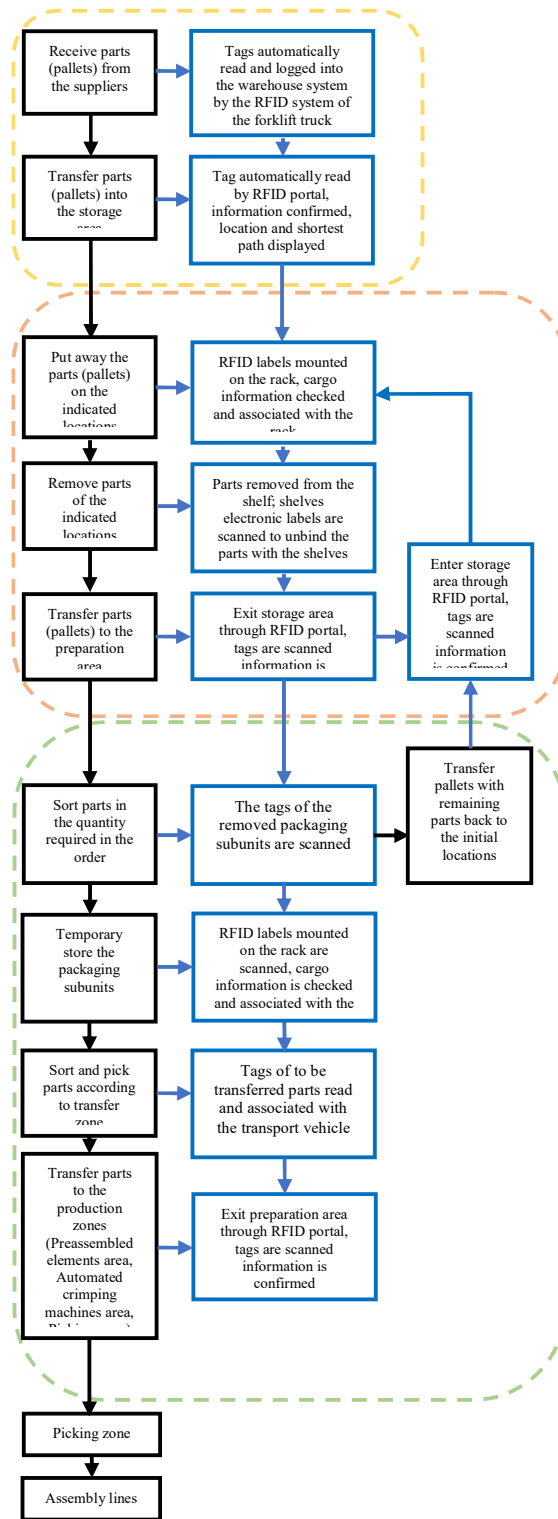 Receive parts
(pallets) from
the suppliers
Tags automatically
read and logged into
the warehouse system
by the RFID system of
the forklift truck
Transfer parts
(pallets) into
the storage
Tag automatically read
by RFID portal,
information confirmed,
location and shortest
path displayed
Put away the
parts (pallets)
on the
indicated
locations
RFID labels mounted
on the rack, cargo
information checked
and associated with the
rack
Remove parts
of the
indicated
locations
Parts removed from the
shelf; shelves
electronic labels are
scanned to unbind the
parts with the shelves
Enter storage
area through
RFID portal,
tags are
scanned
information
is confirmed
Transfer parts
(pallets) to the
preparation
area
Exit storage area
through RFID portal,
tags are scanned
information is
Transfer
pallets with
remaining
parts back to
the initial
locations
Sort parts in
the quantity
required in the
order
The tags of the
removed packaging
subunits are scanned
Temporary
store the
packaging
subunits
RFID labels mounted
on the rack are
scanned, cargo
information is checked
and associated with the
Sort and pick
parts according
to transfer
zone
Tags of to be
transferred parts read
and associated with
the transport vehicle
Transfer parts
to the
production
zones
(Preassembled
elements area,
Automated
crimping
machines area,
Exit preparation area
through RFID portal,
tags are scanned
information is
confirmed
Picking zone
Assembly lines